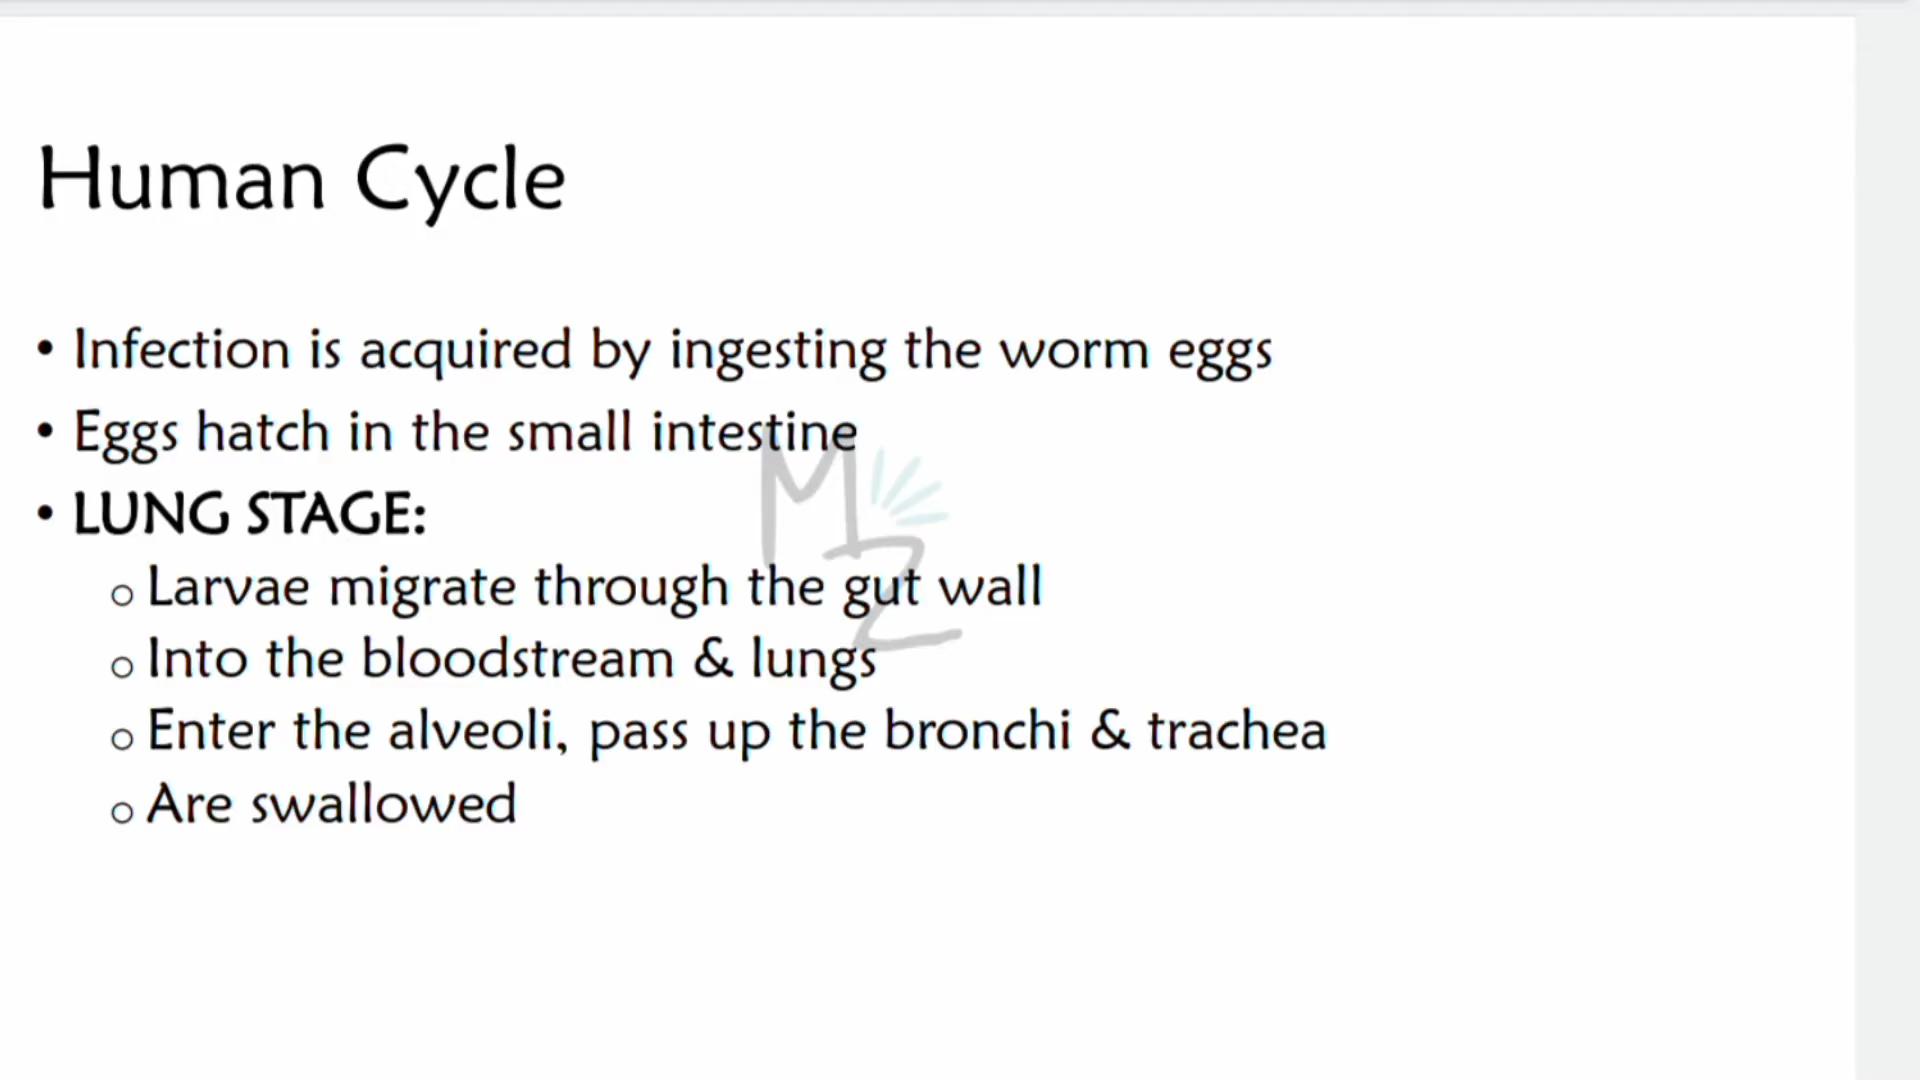 Human Cycle
• Infection is acquired by ingesting the worm eggs
• Eggs hatch in the small intestine
• LUNG STAGE:
o Larvae migrate through the gut wall
o Into the bloodstream & lungs
o Enter the alveoli, pass up the bronchi & trachea
o Are swallowed
MZ